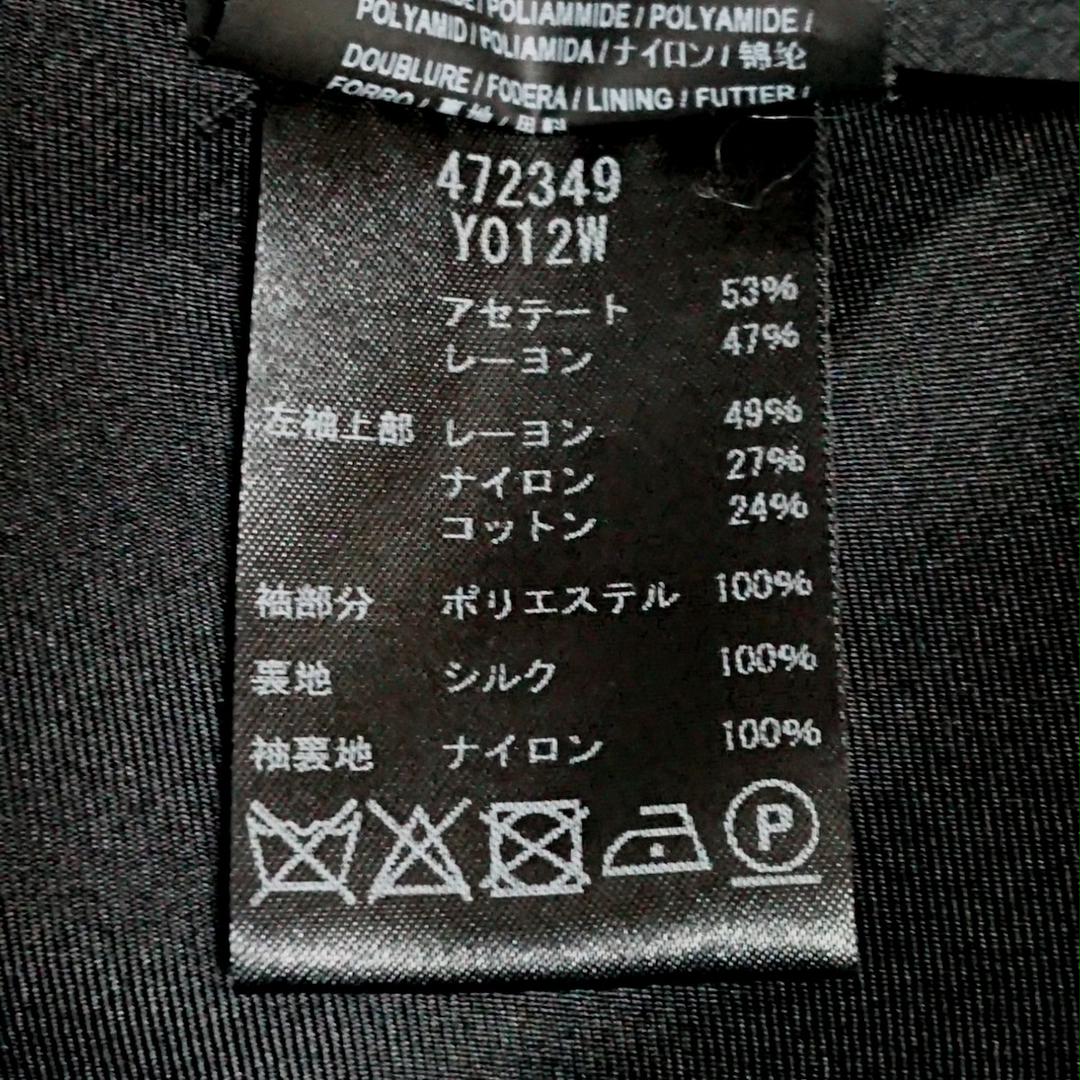 POLIAMMIDE / POLYAMIDE /
POLYAMID / POLIAMIDA / ナイロン / 锦纶
DOUBLURE / FODERA / LINING / FUTTER /
FORRO / 裏地 /
472349
Y012W
アセテート 53%
レーヨン 47%
左袖上部 レーヨン 49%
ナイロン 27%
コットン 24%
袖部分 ポリエステル 100%
裏地 シルク 100%
袖裏地 ナイロン 100%
P